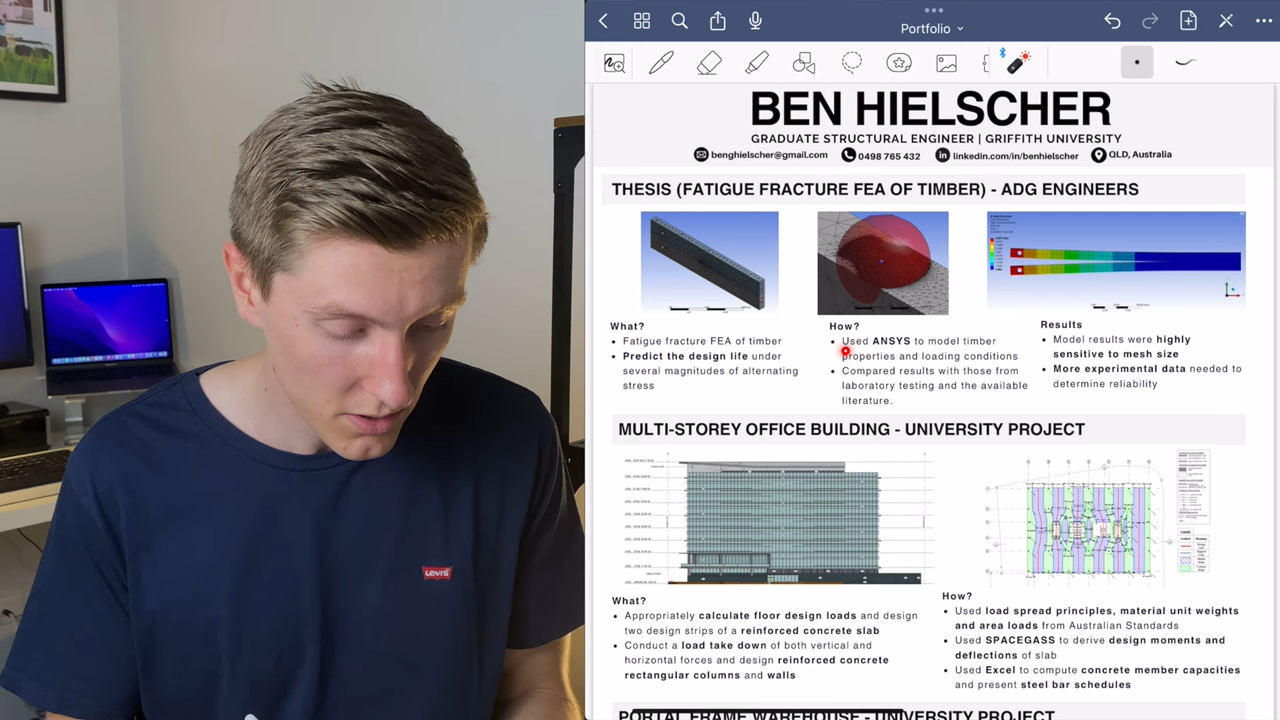 Portfolio
BEN HIELSCHER
GRADUATE STRUCTURAL ENGINEER | GRIFFITH UNIVERSITY
benghielscher@gmail.com 0498 765 432 linkedin.com/in/benhielscher QLD, Australia
THESIS (FATIGUE FRACTURE FEA OF TIMBER) - ADG ENGINEERS
What?
• Fatigue fracture FEA of timber
• Predict the design life under
several magnitudes of alternating
stress
How?
• Used ANSYS to model timber
properties and loading conditions
• Compared results with those from
laboratory testing and the available
literature.
Results
• Model results were highly
sensitive to mesh size
• More experimental data needed to
determine reliability
MULTI-STOREY OFFICE BUILDING - UNIVERSITY PROJECT
What?
• Appropriately calculate floor design loads and design
two design strips of a reinforced concrete slab
• Conduct a load take down of both vertical and
horizontal forces and design reinforced concrete
rectangular columns and walls
How?
• Used load spread principles, material unit weights
and area loads from Australian Standards
• Used SPACEGASS to derive design moments and
deflections of slab
• Used Excel to compute concrete member capacities
and present steel bar schedules
PORTAL FRAME WAREHOUSE - UNIVERSITY PROJECT
Levi's